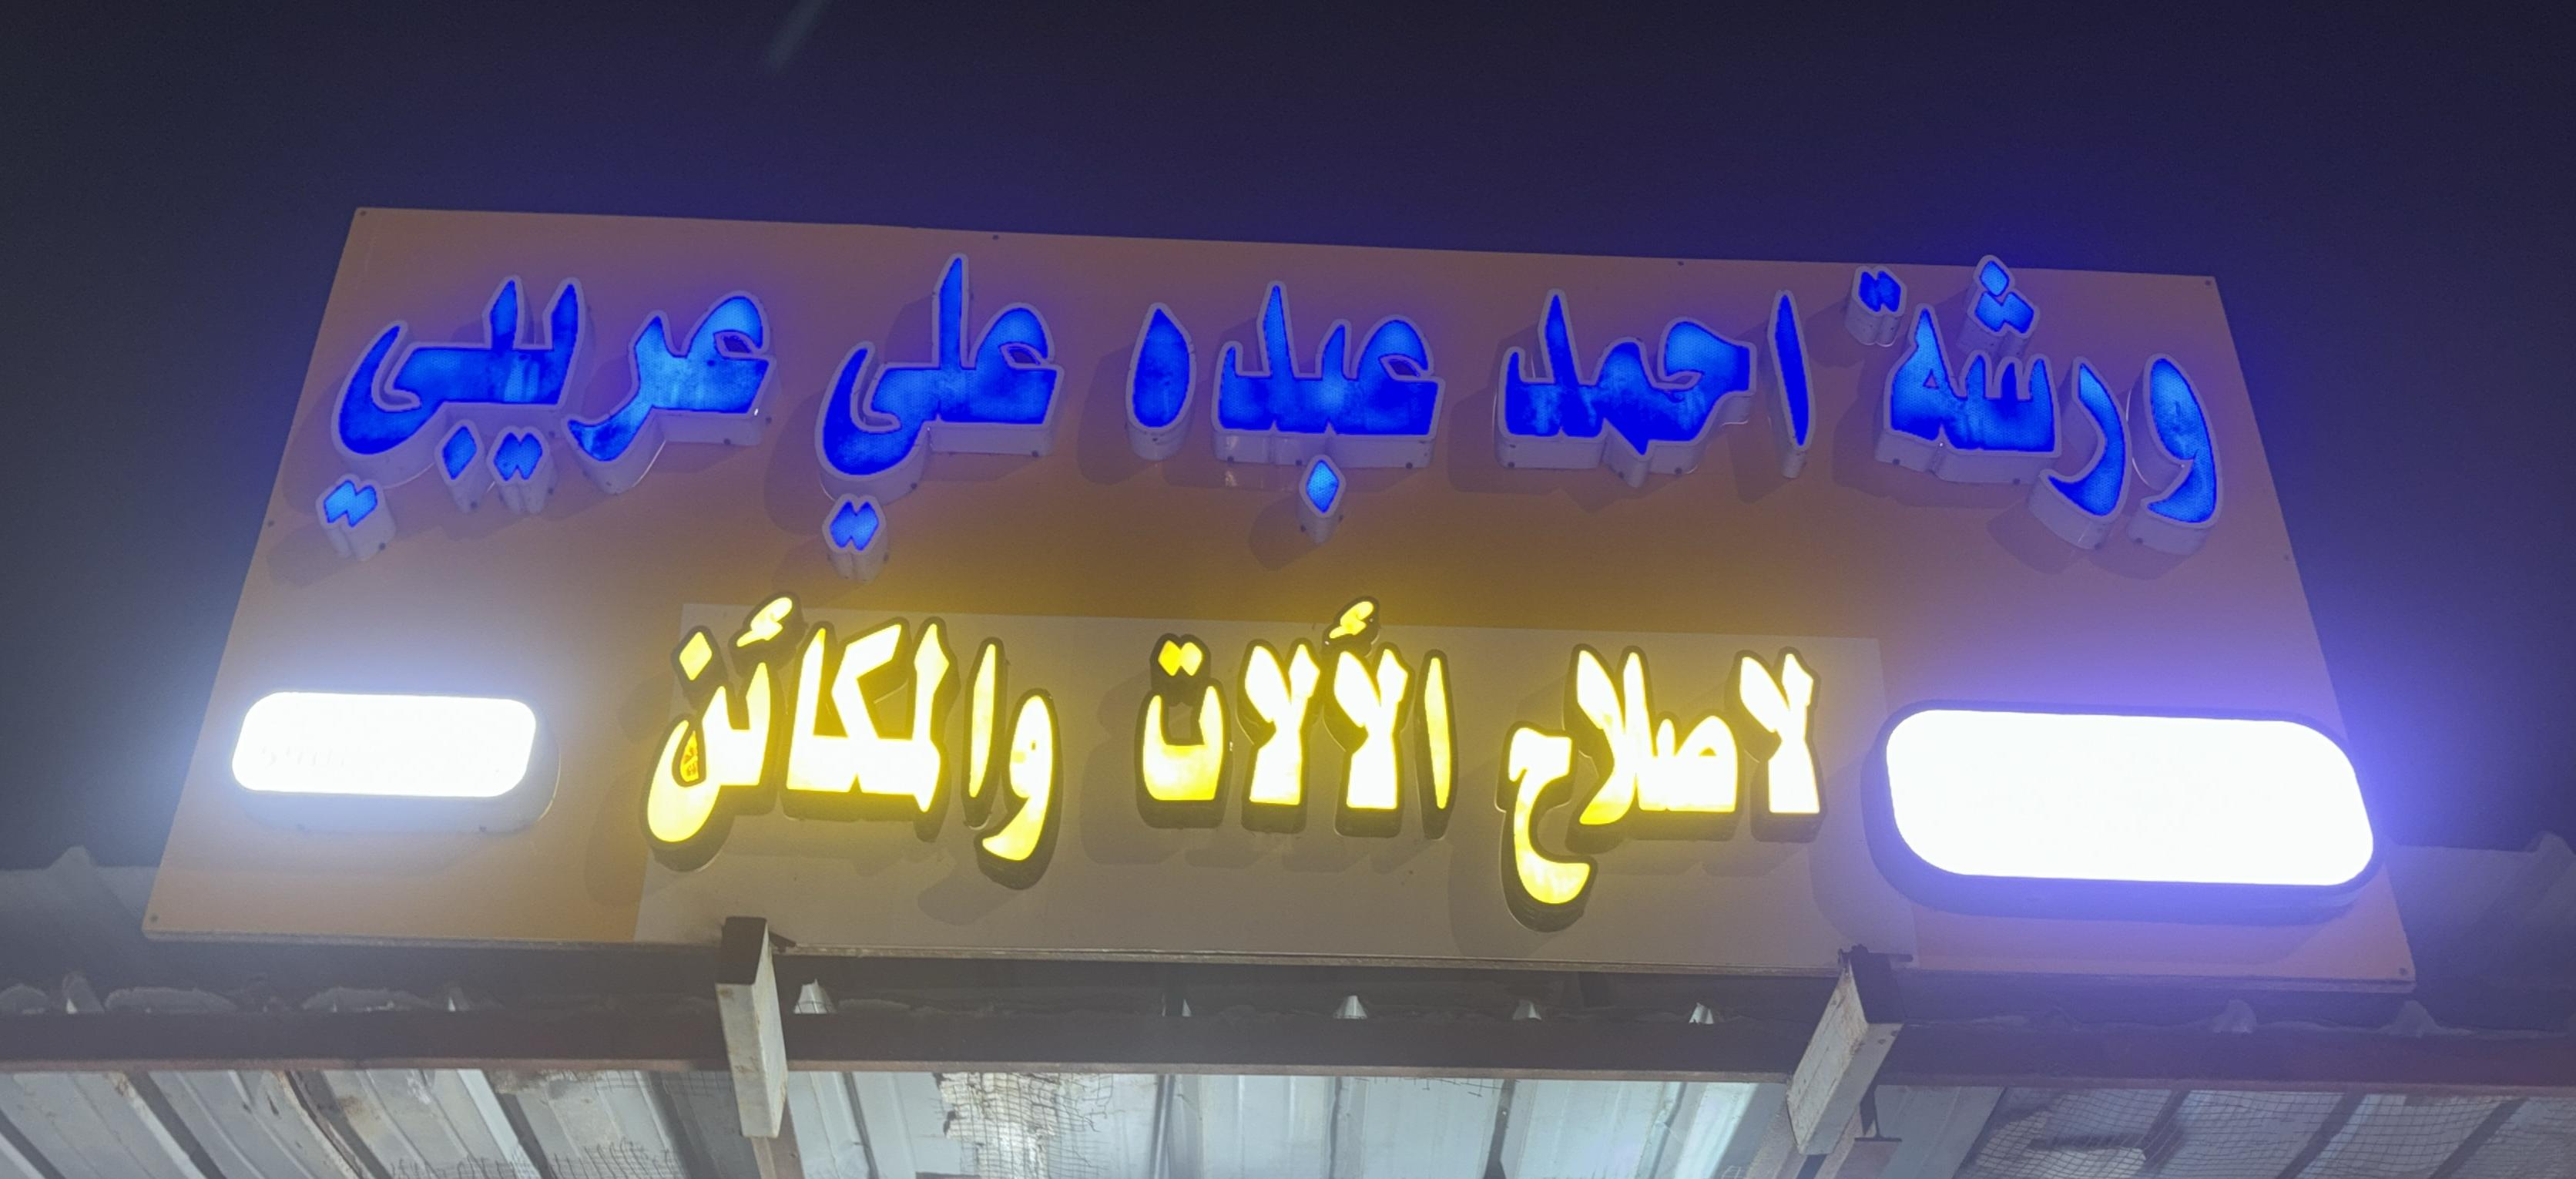 ورشة احمد عبده علي عريبي
لاصلاح الألات والمكائن